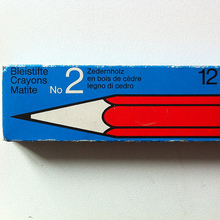 Bleistifte
Crayons
Matite
No 2
Zedernholz
en bois de cèdre
legno di cedro
12